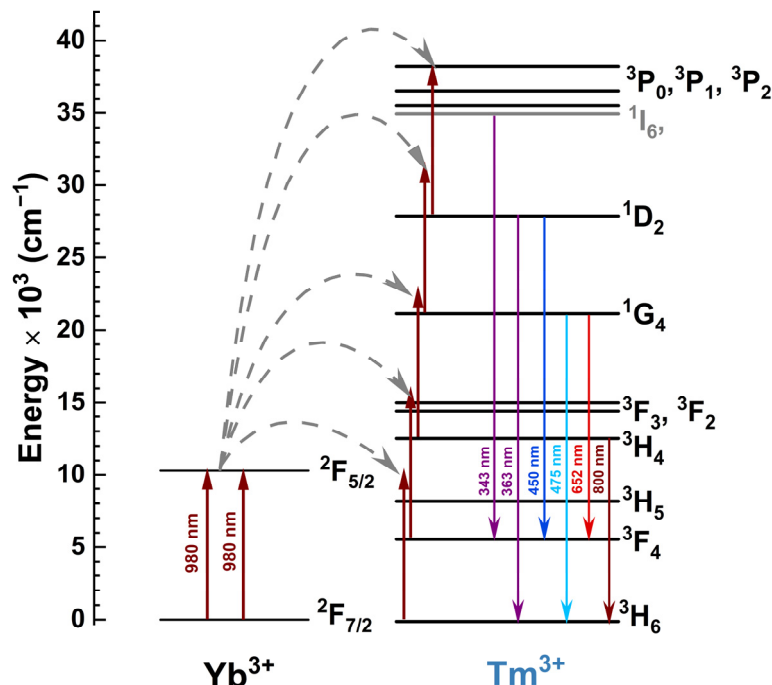 Energy × 10³ (cm⁻¹)
40
35
30
25
20
15
10
5
0
³P₀,³P₁, ³P₂
¹I₆,
¹D₂
¹G₄
³F₃, ³F₂
³H₄
³H₅
³F₄
³H₆
²F₅/₂
²F₇/₂
980 nm
980 nm
343 nm
363 nm
450 nm
475 nm
652 nm
800 nm
Yb³⁺
Tm³⁺